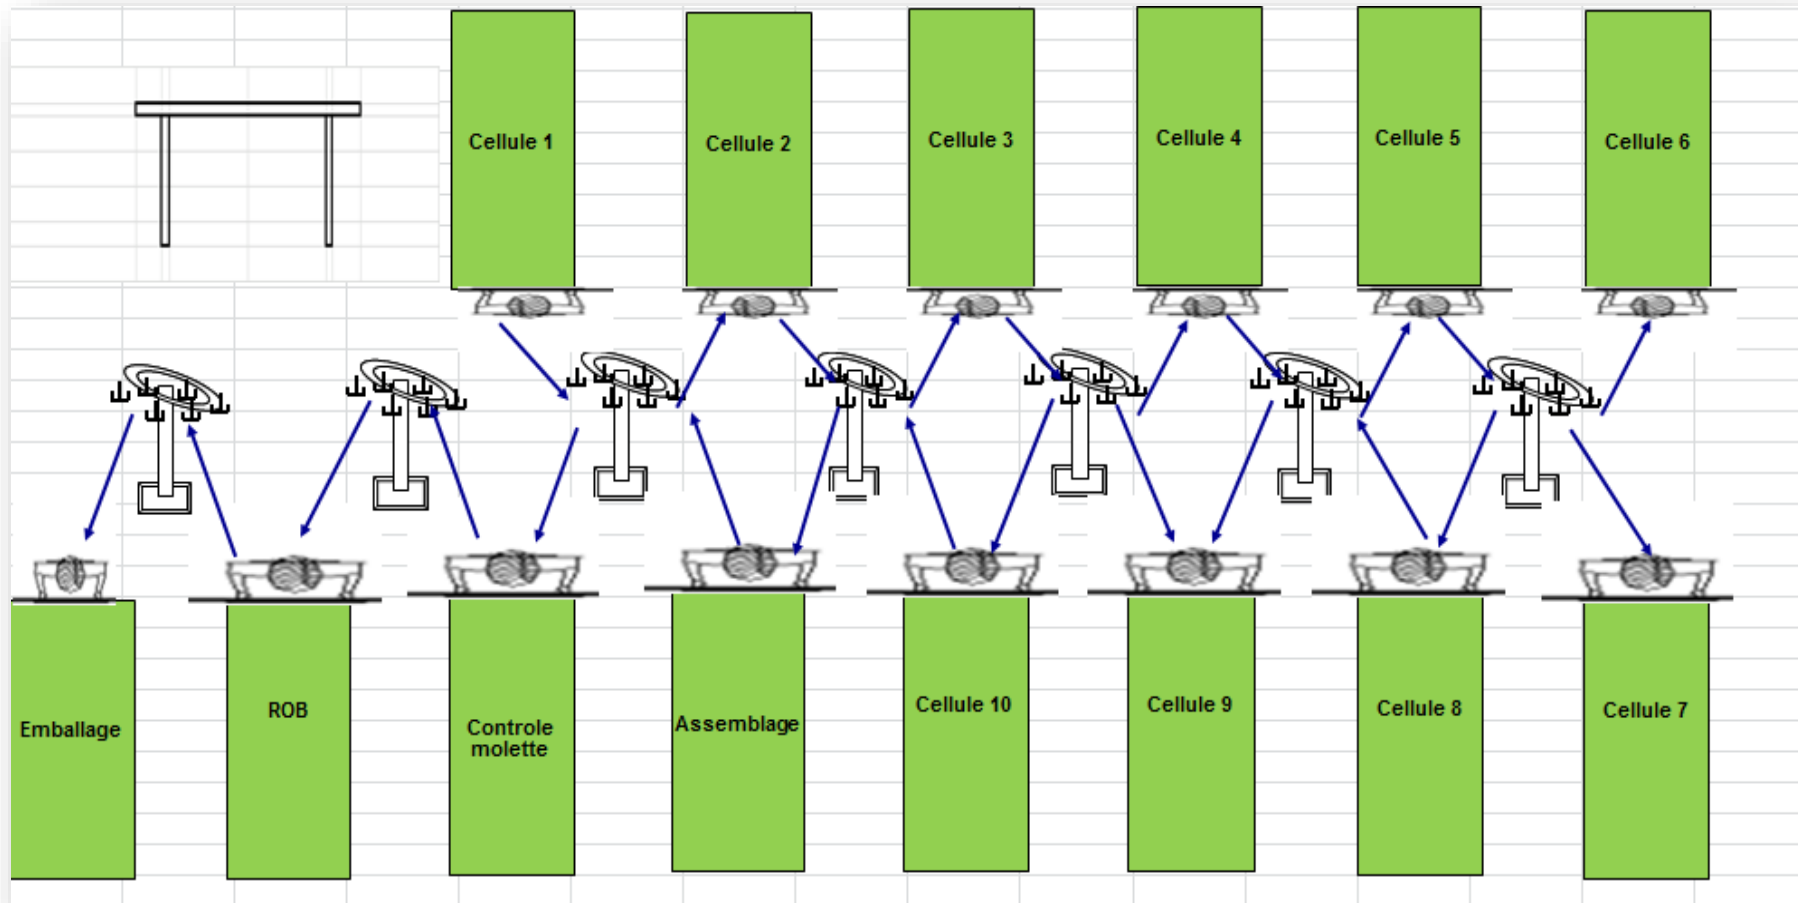 Cellule 1
Cellule 2
Cellule 3
Cellule 4
Cellule 5
Cellule 6
Emballage
ROB
Controle
molette
Assemblage
Cellule 10
Cellule 9
Cellule 8
Cellule 7